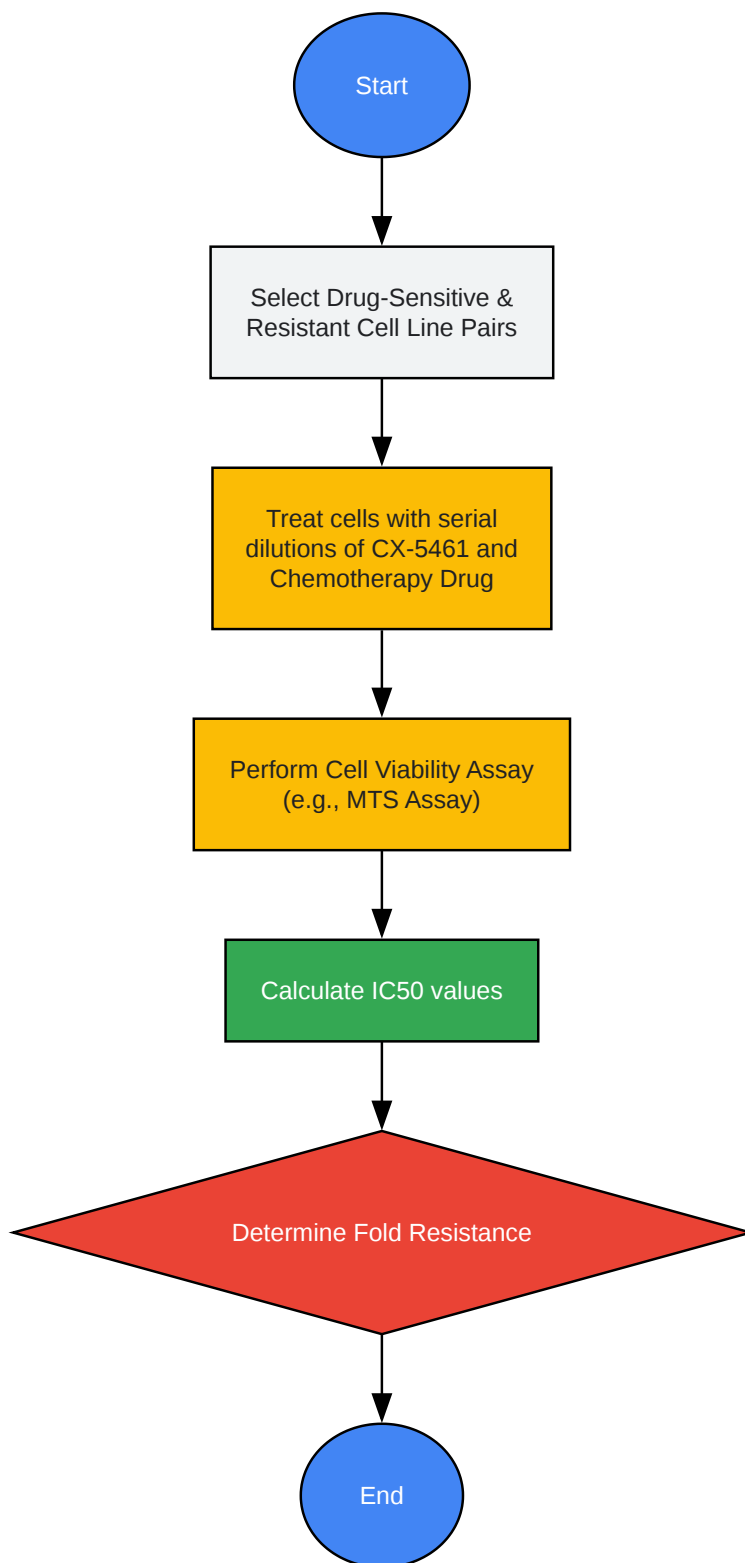 Start
Select Drug-Sensitive &
Resistant Cell Line Pairs
Treat cells with serial
dilutions of CX-5461 and
Chemotherapy Drug
Perform Cell Viability Assay
(e.g., MTS Assay)
Calculate IC50 values
Determine Fold Resistance
End